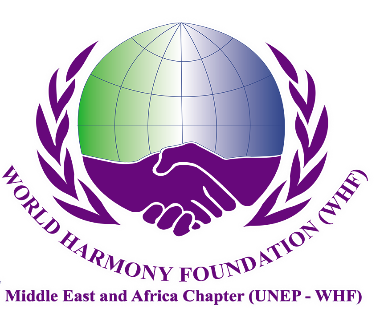 WORLD HARMONY FOUNDATION (WHF)
Middle East and Africa Chapter (UNEP - WHF)